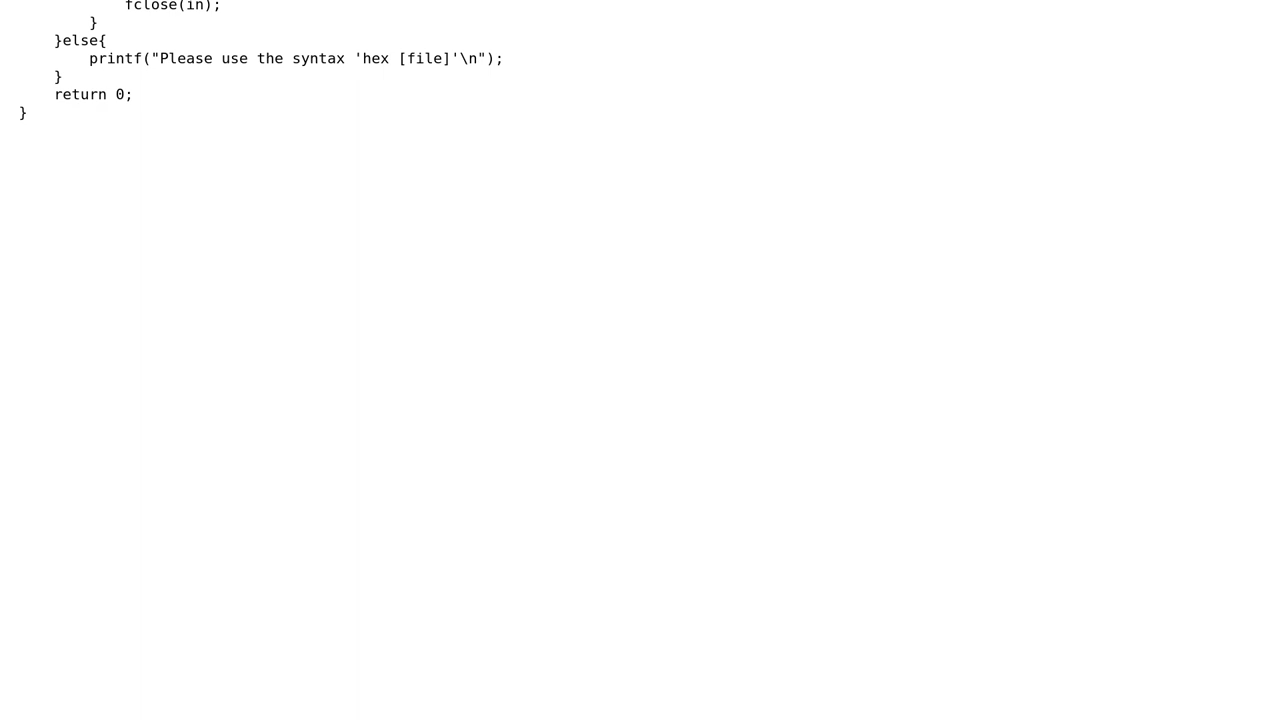 fclose(in);
        }
    }else{
        printf("Please use the syntax 'hex [file]'\n");
    }
    return 0;
}